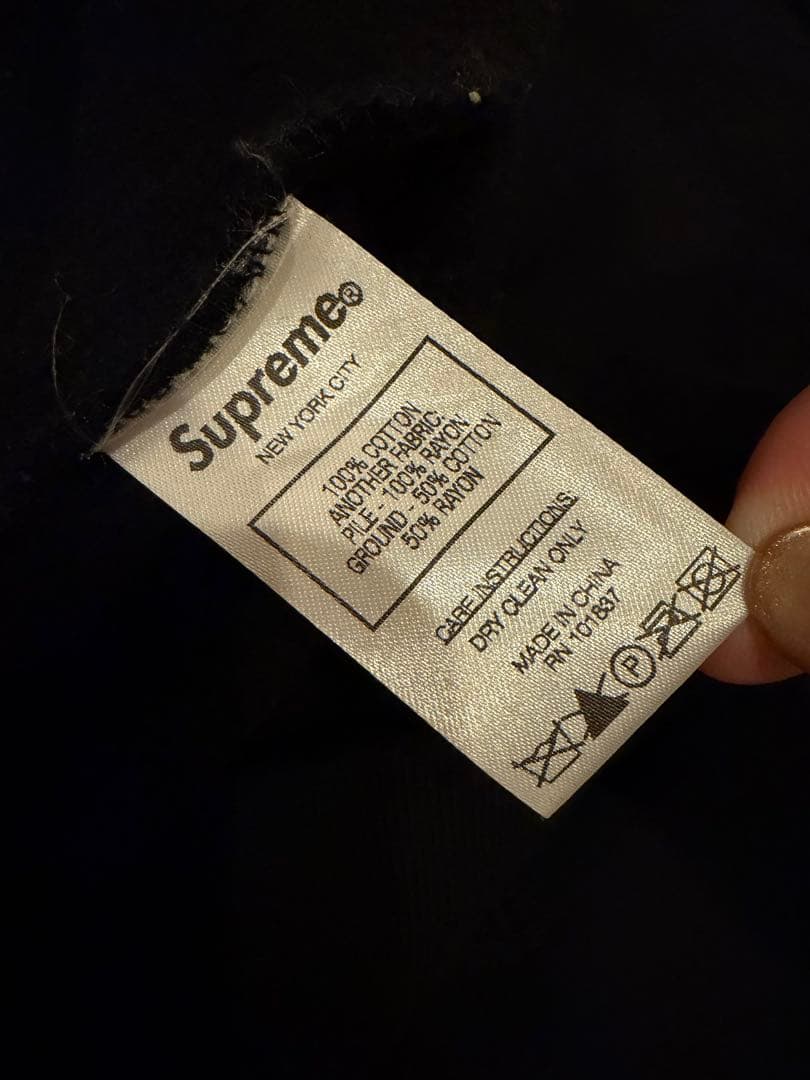 Supreme®
NEW YORK CITY
100% COTTON
ANOTHER FABRIC:
PILE - 100% RAYON
GROUND - 50% COTTON
50% RAYON
CARE INSTRUCTIONS:
DRY CLEAN ONLY
MADE IN CHINA
RN 101837
P